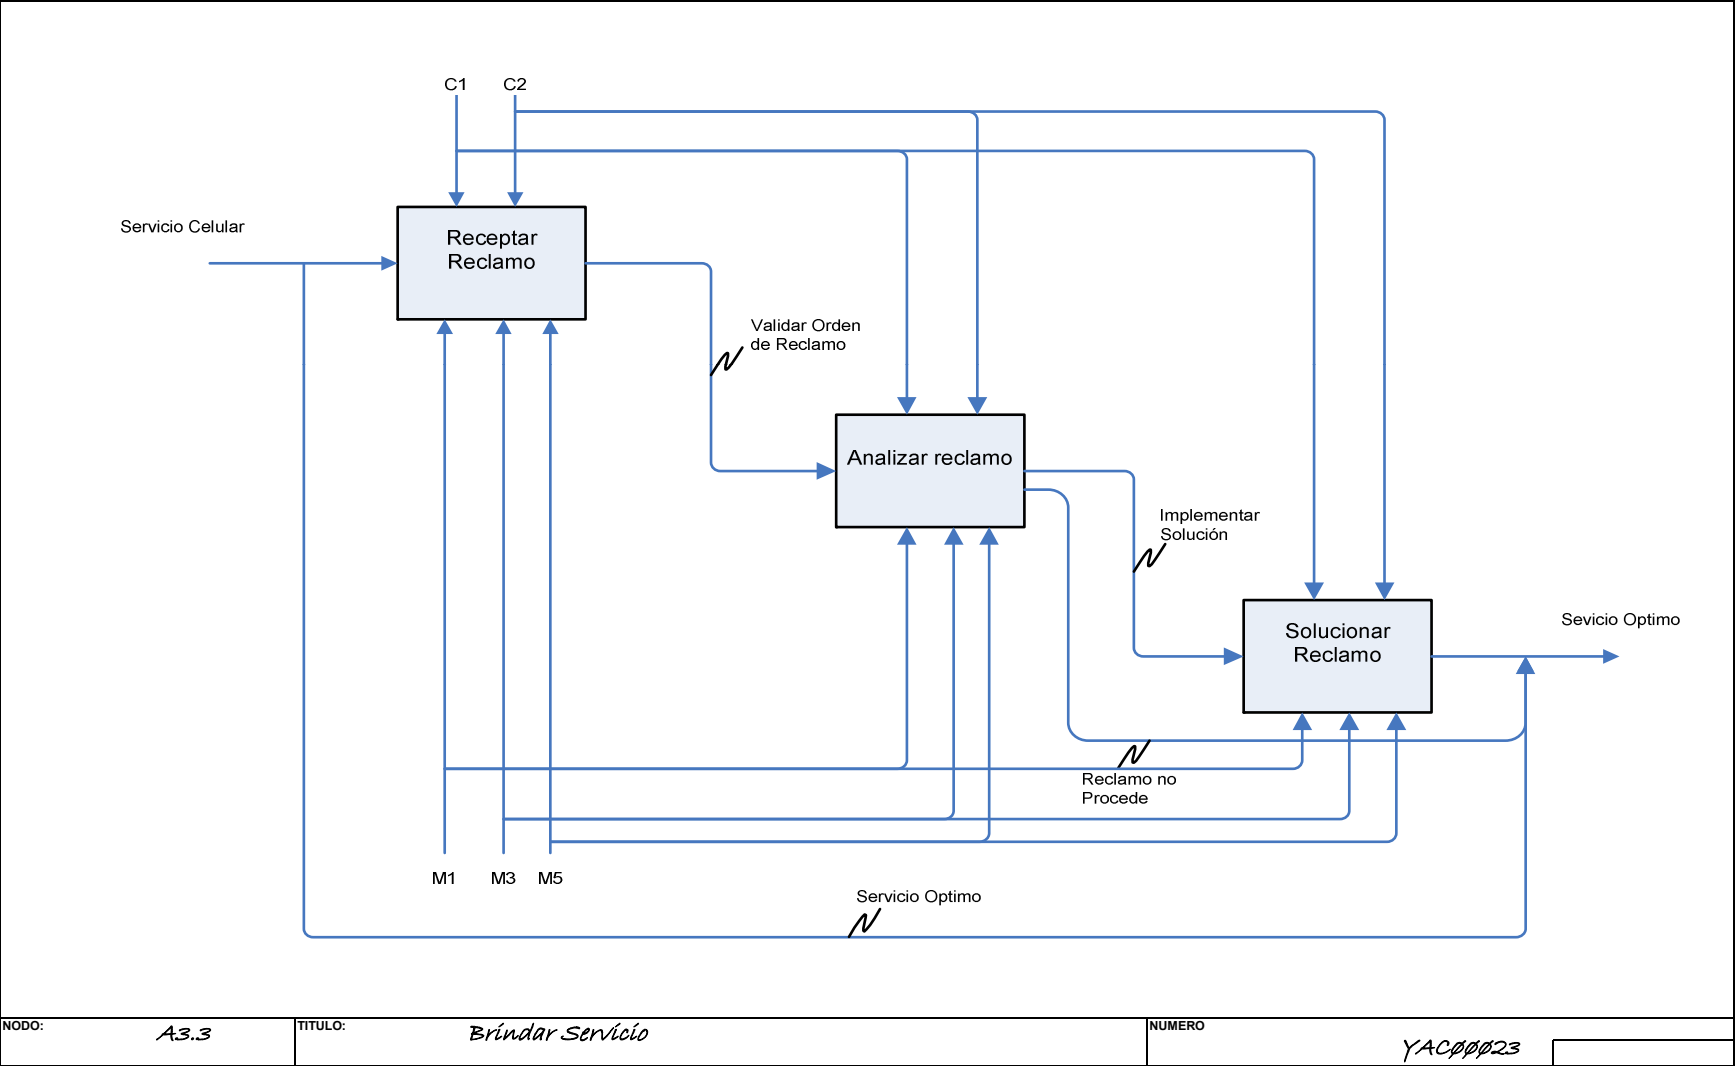 C1
C2
Servicio Celular
Receptar
Reclamo
Validar Orden
de Reclamo
Analizar reclamo
Implementar
Solución
Solucionar
Reclamo
Sevicio Optimo
Reclamo no
Procede
M1
M3
M5
Servicio Optimo
NODO:
A3.3
TITULO:
Brindar Servicio
NUMERO
YAC00023